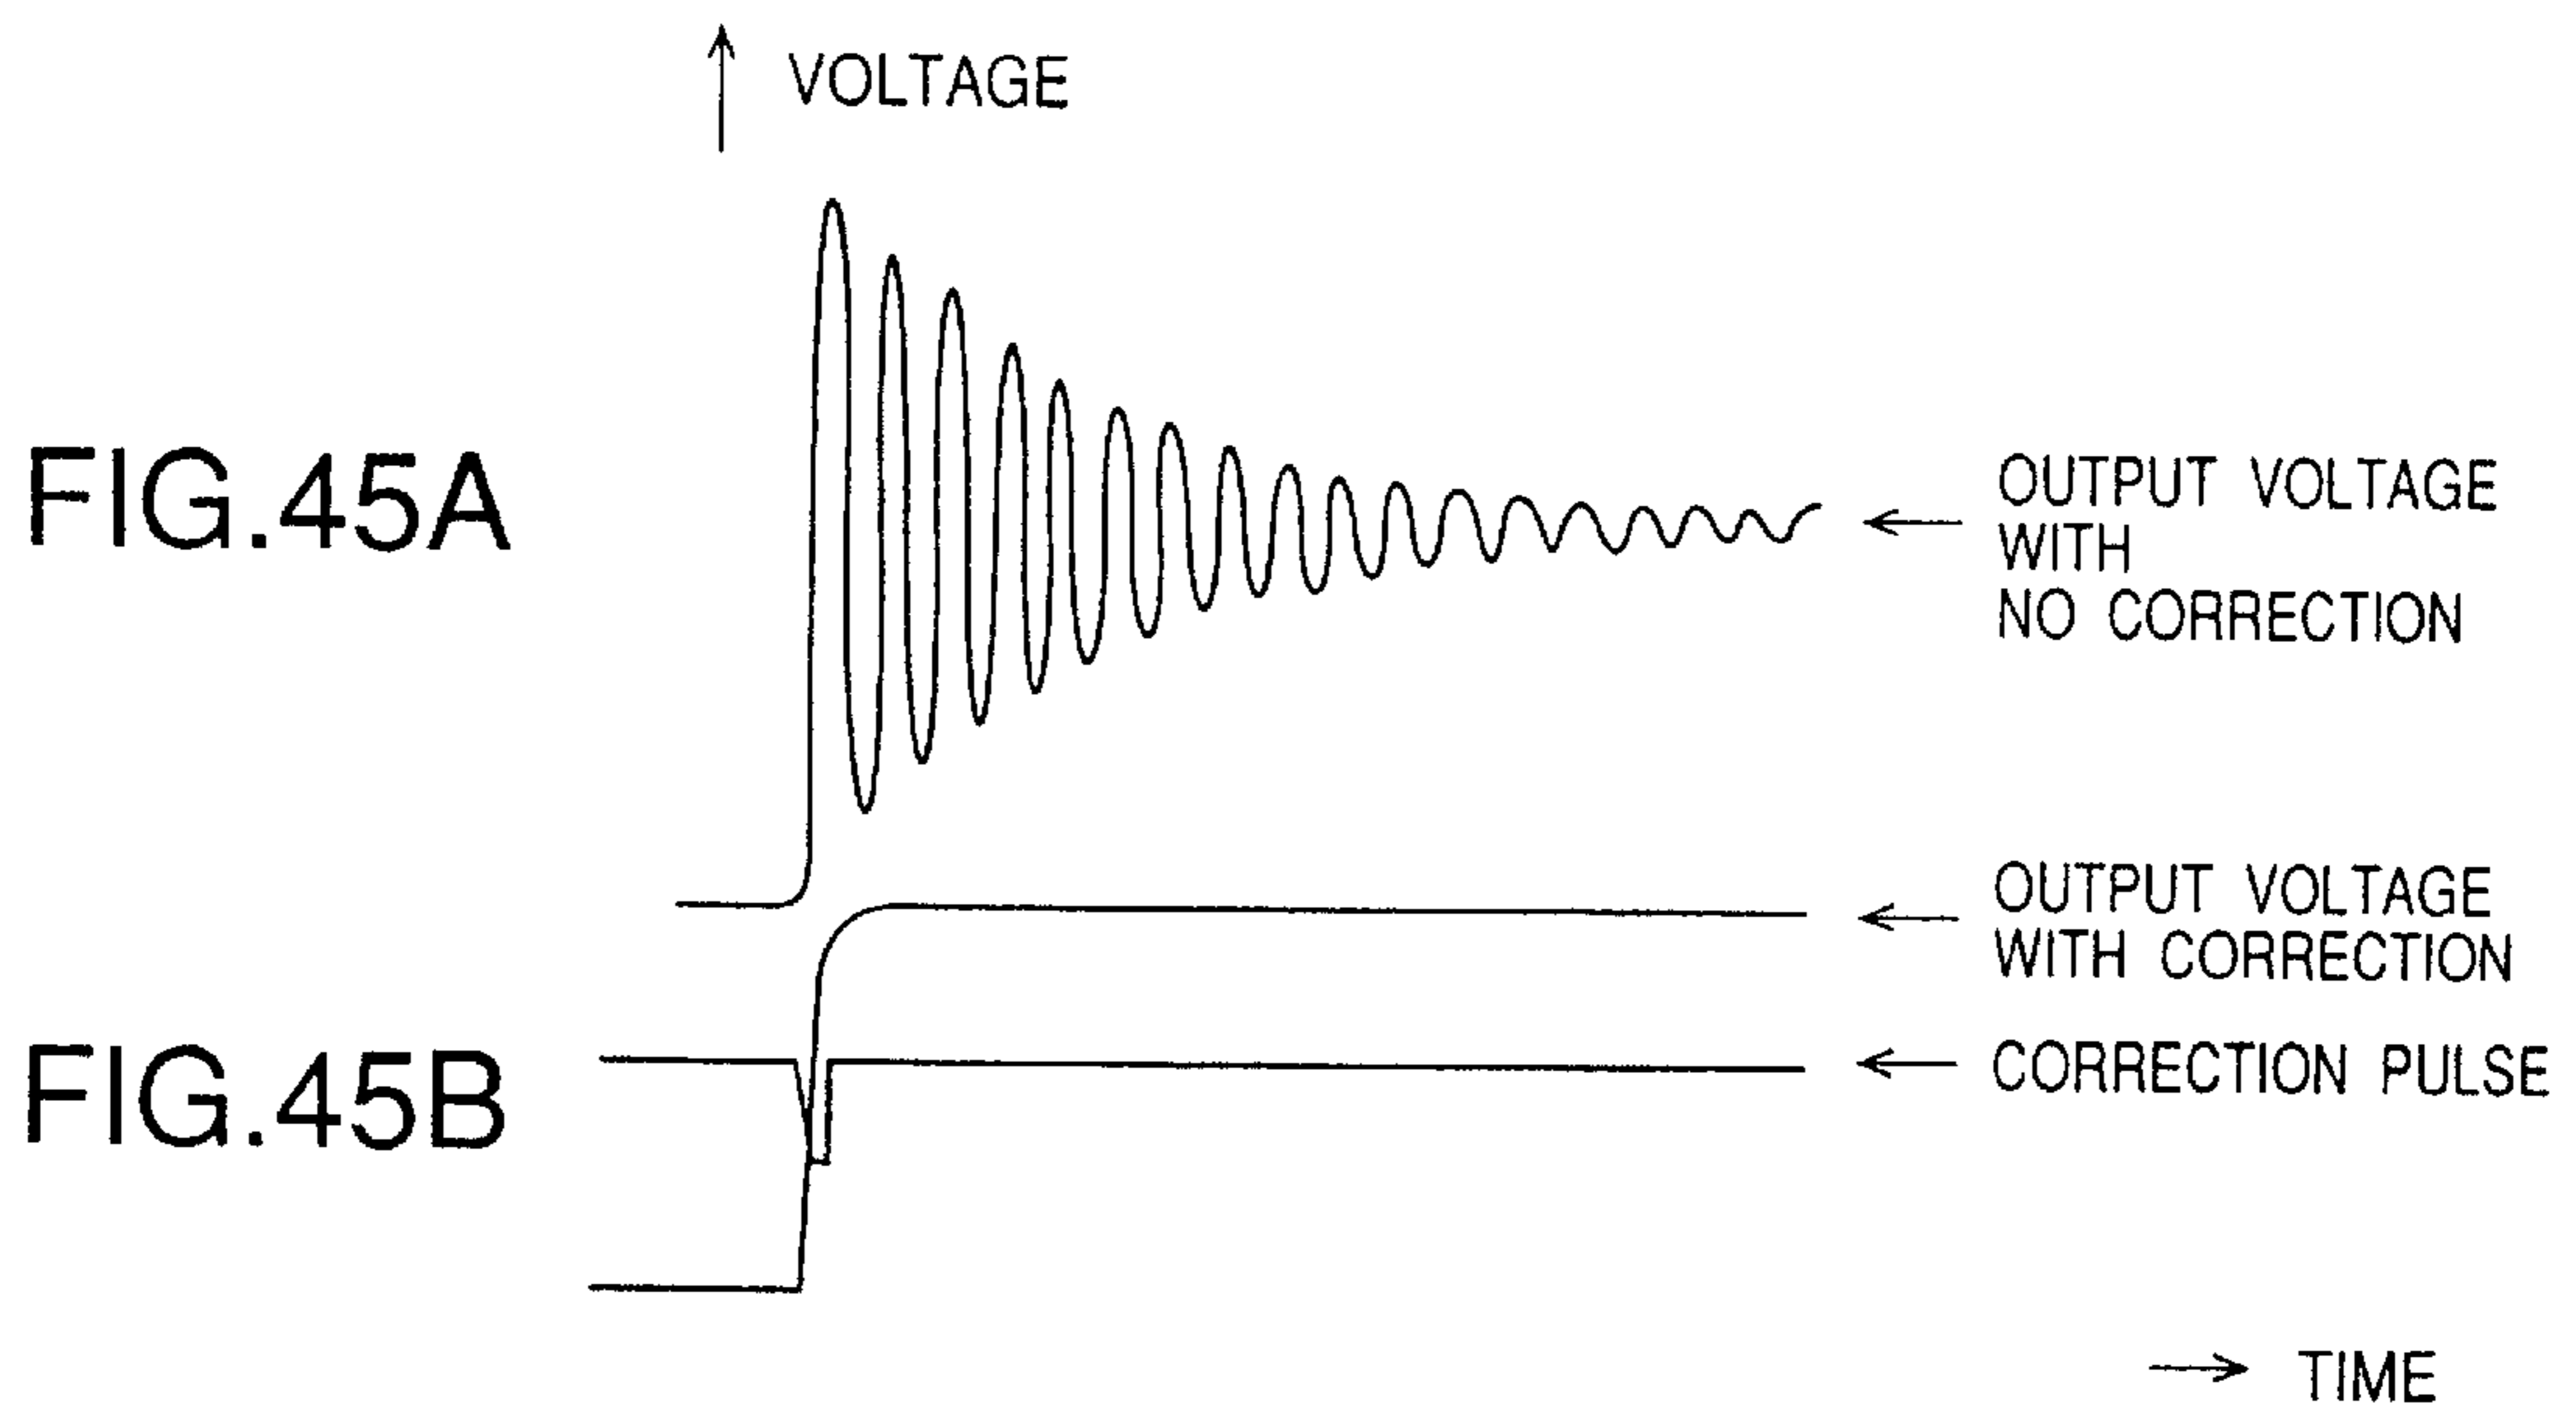 VOLTAGE
FIG.45A
OUTPUT VOLTAGE
WITH
NO CORRECTION
OUTPUT VOLTAGE
WITH CORRECTION
FIG.45B
CORRECTION PULSE
TIME